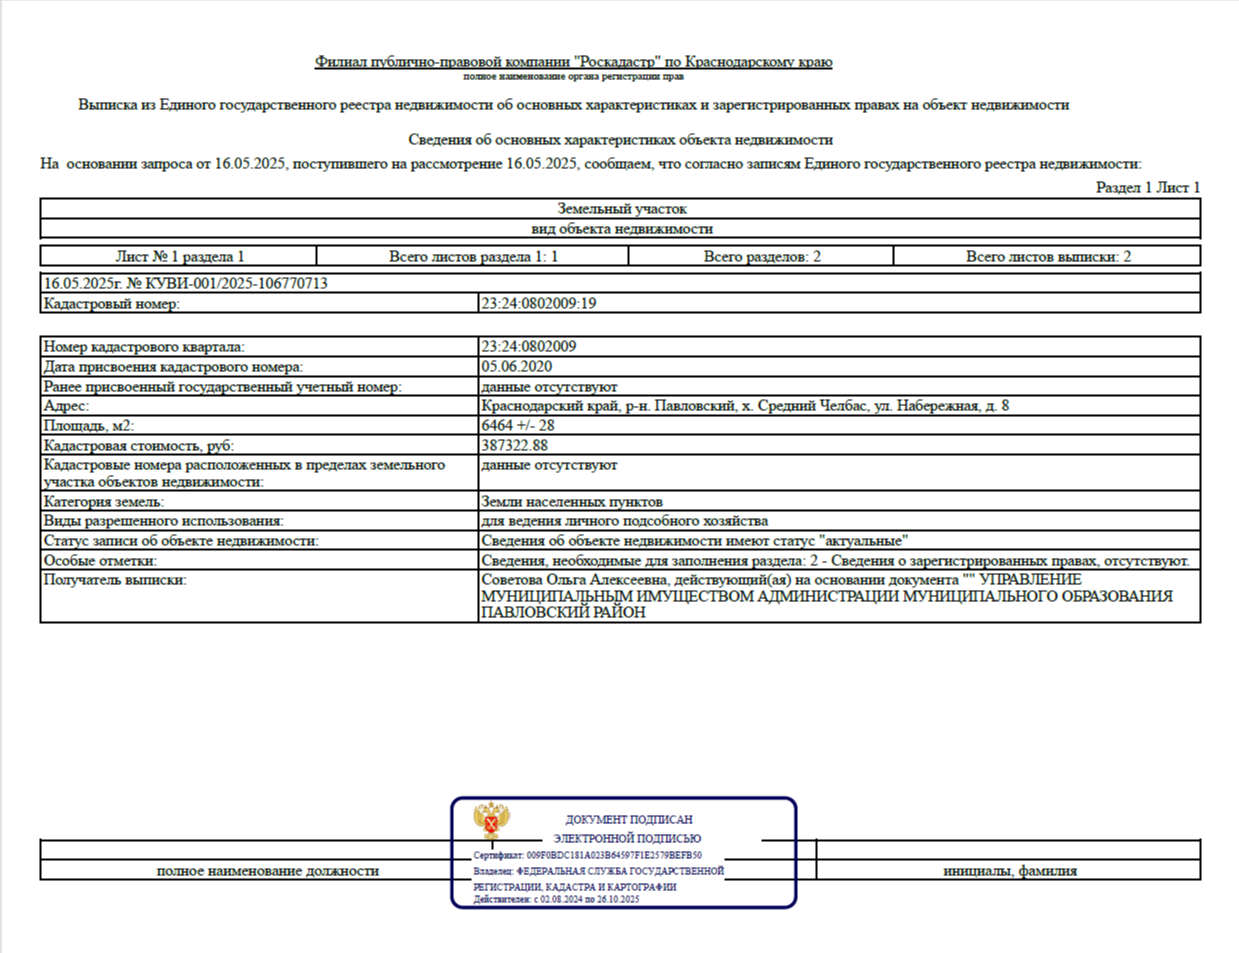 Филиал публично-правовой компании "Роскадастр" по Краснодарскому краю
полное наименование органа регистрации прав
Выписка из Единого государственного реестра недвижимости об основных характеристиках и зарегистрированных правах на объект недвижимости
Сведения об основных характеристиках объекта недвижимости
На основании запроса от 16.05.2025, поступившего на рассмотрение 16.05.2025, сообщаем, что согласно записям Единого государственного реестра недвижимости:
Раздел 1 Лист 1
Земельный участок
вид объекта недвижимости
Лист № 1 раздела 1 Всего листов раздела 1: 1 Всего разделов: 2 Всего листов выписки: 2
16.05.2025г. № КУВИ-001/2025-106770713
Кадастровый номер: 23:24:0802009:19
Номер кадастрового квартала: 23:24:0802009
Дата присвоения кадастрового номера: 05.06.2020
Ранее присвоенный государственный учетный номер: данные отсутствуют
Адрес: Краснодарский край, р-н. Павловский, х. Средний Челбас, ул. Набережная, д. 8
Площадь, м2: 6464 +/- 28
Кадастровая стоимость, руб: 387322.88
Кадастровые номера расположенных в пределах земельного данные отсутствуют
участка объектов недвижимости:
Категория земель: Земли населенных пунктов
Виды разрешенного использования: для ведения личного подсобного хозяйства
Статус записи об объекте недвижимости: Сведения об объекте недвижимости имеют статус "актуальные"
Особые отметки: Сведения, необходимые для заполнения раздела: 2 - Сведения о зарегистрированных правах, отсутствуют.
Получатель выписки: Советова Ольга Алексеевна, действующий(ая) на основании документа "" УПРАВЛЕНИЕ
МУНИЦИПАЛЬНЫМ ИМУЩЕСТВОМ АДМИНИСТРАЦИИ МУНИЦИПАЛЬНОГО ОБРАЗОВАНИЯ
ПАВЛОВСКИЙ РАЙОН
ДОКУМЕНТ ПОДПИСАН
ЭЛЕКТРОННОЙ ПОДПИСЬЮ
Сертификат: 009F0BDC181A023B64597F1E2579BEFB50
Владелец: ФЕДЕРАЛЬНАЯ СЛУЖБА ГОСУДАРСТВЕННОЙ
РЕГИСТРАЦИИ, КАДАСТРА И КАРТОГРАФИИ
Действителен: с 02.08.2024 по 26.10.2025
полное наименование должности инициалы, фамилия